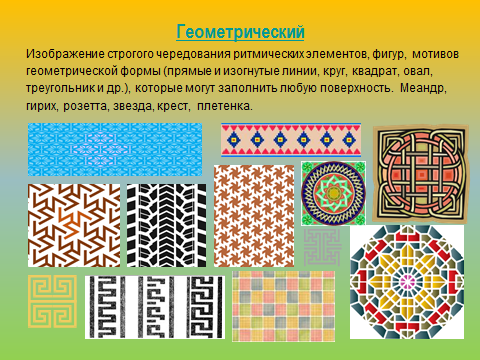 Геометрический
Изображение строгого чередования ритмических элементов, фигур, мотивов
геометрической формы (прямые и изогнутые линии, круг, квадрат, овал,
треугольник и др.), которые могут заполнить любую поверхность. Меандр,
гирих, розетта, звезда, крест, плетенка.